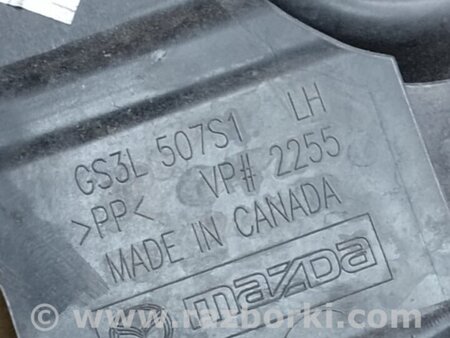 GS3L 507S1 LH
>PP< VP# 2255
MADE IN CANADA
mazda
© www.razborki.com